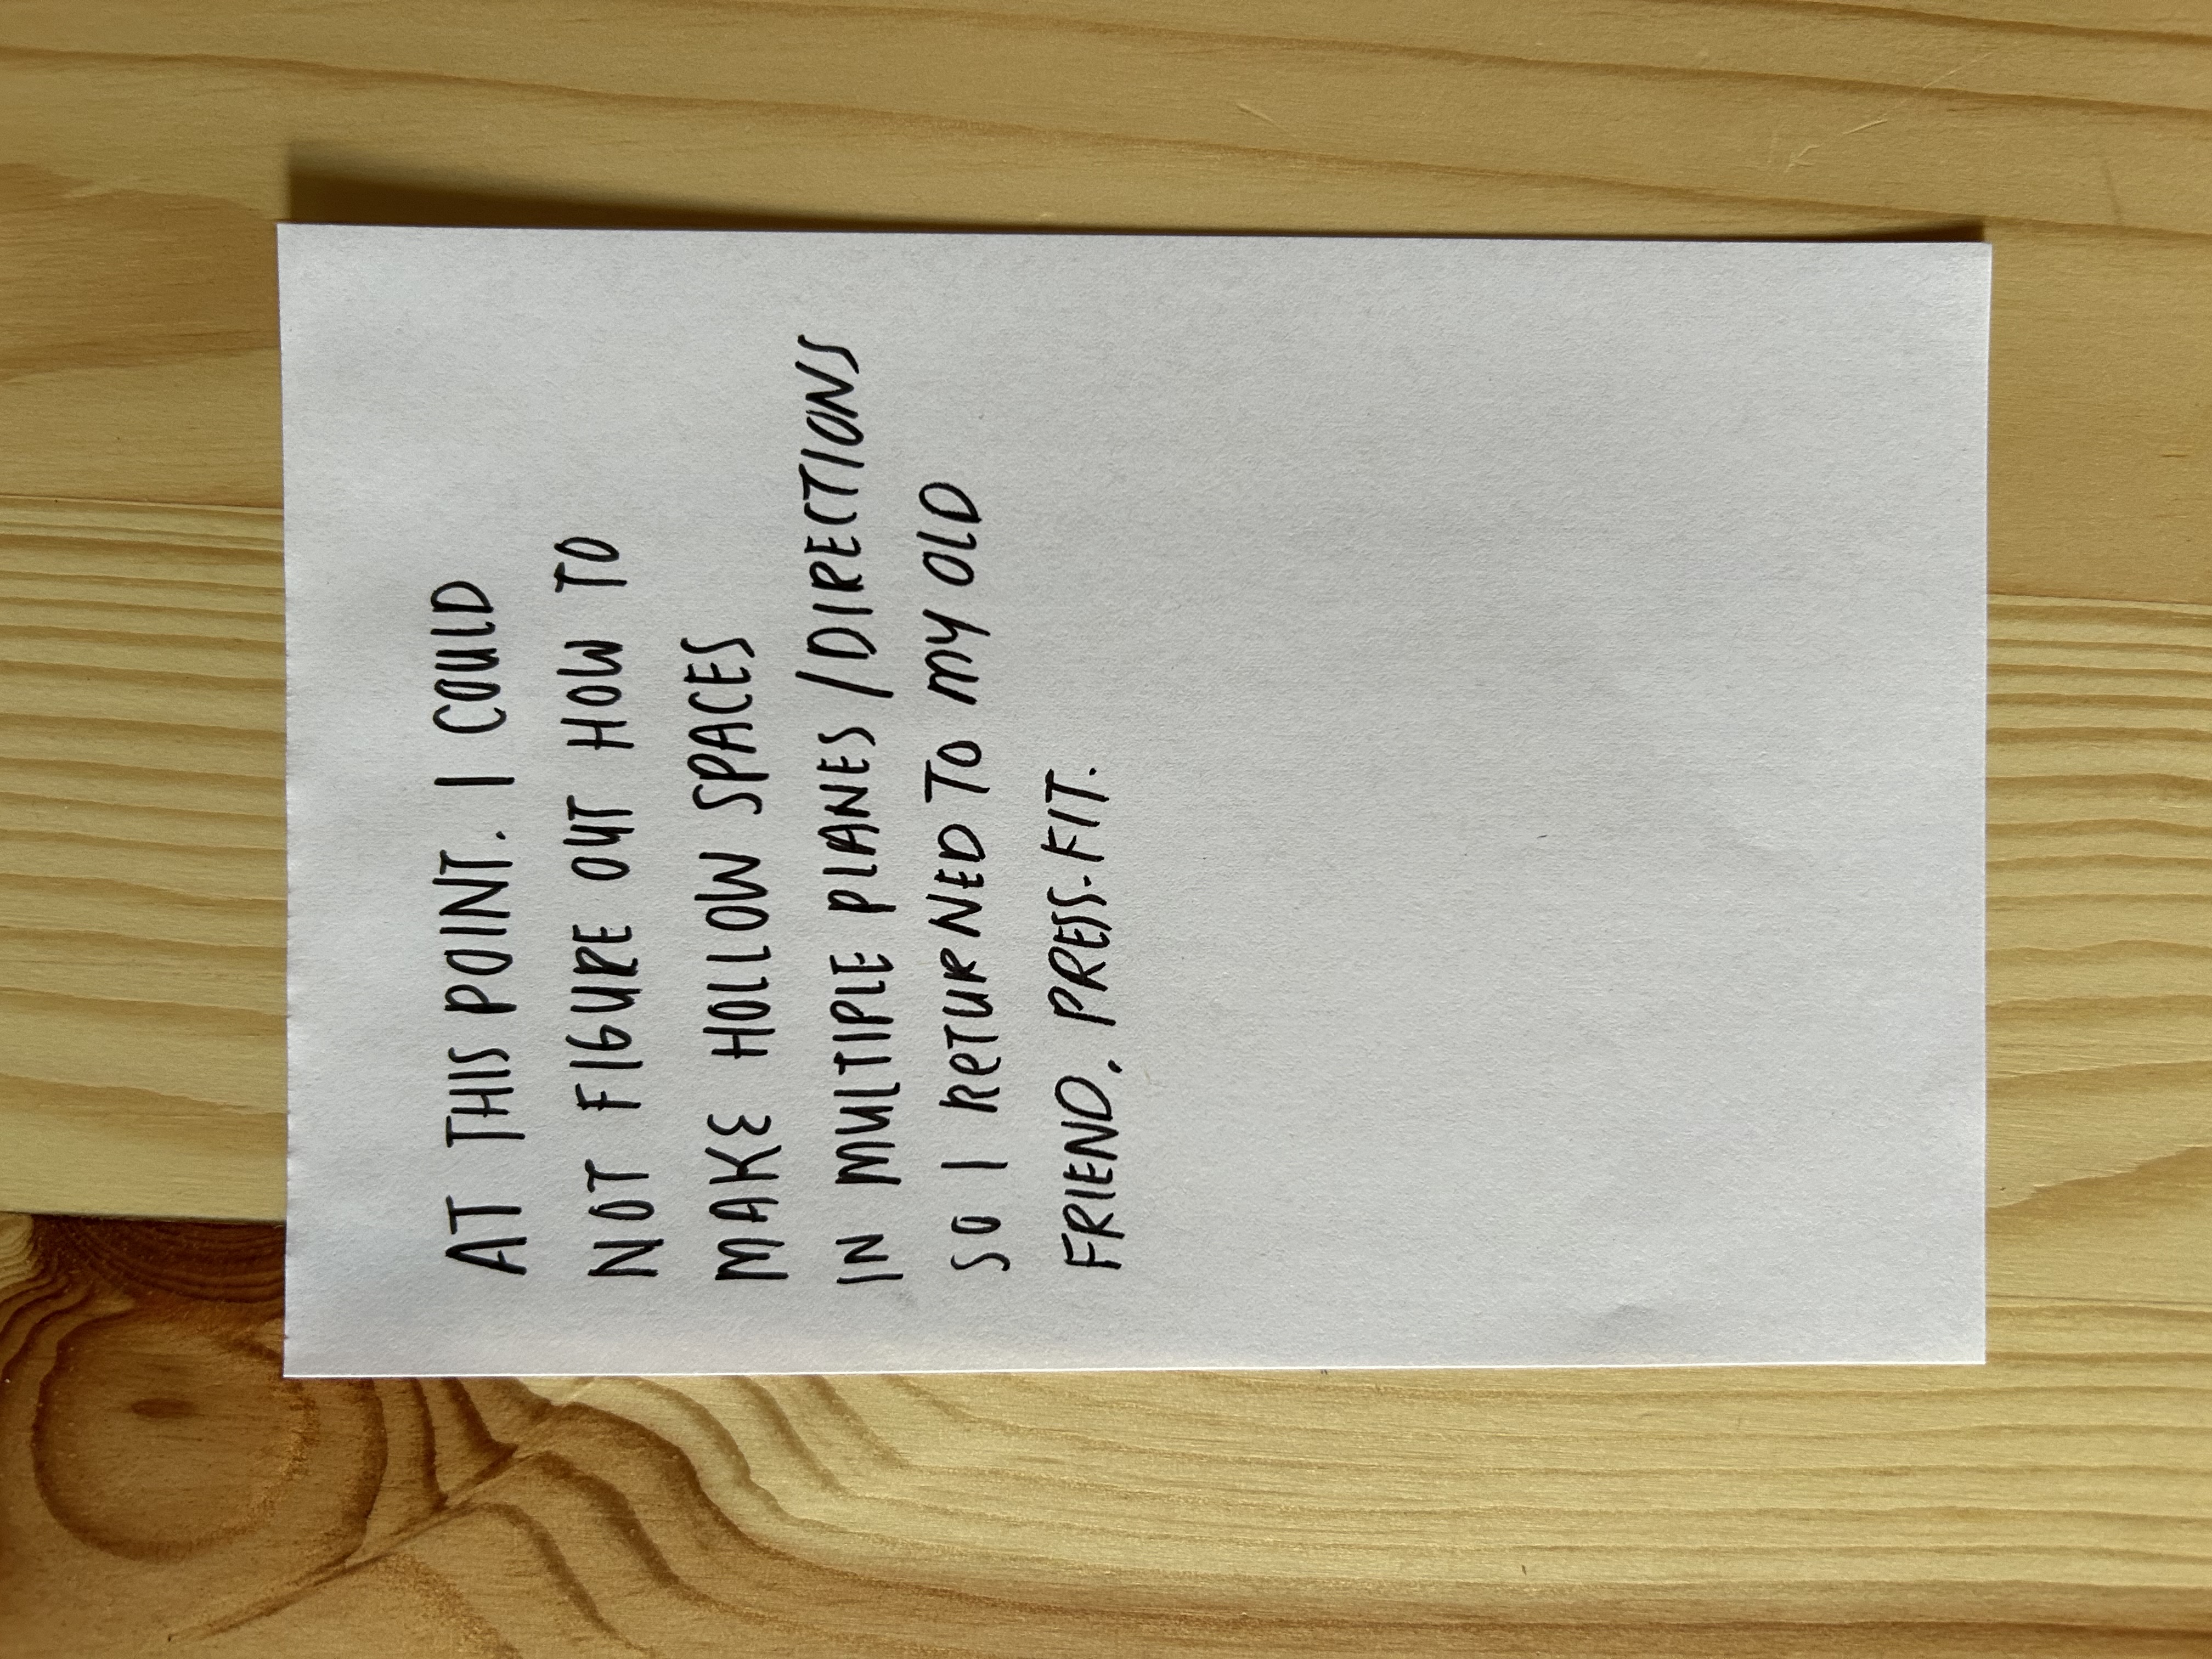 AT THIS POINT. I COULD
NOT FIGURE OUT HOW TO
MAKE HOLLOW SPACES
IN MULTIPLE PLANES /DIRECTIONS
SO I RETURNED TO MY OLD
FRIEND. PRESS-FIT.